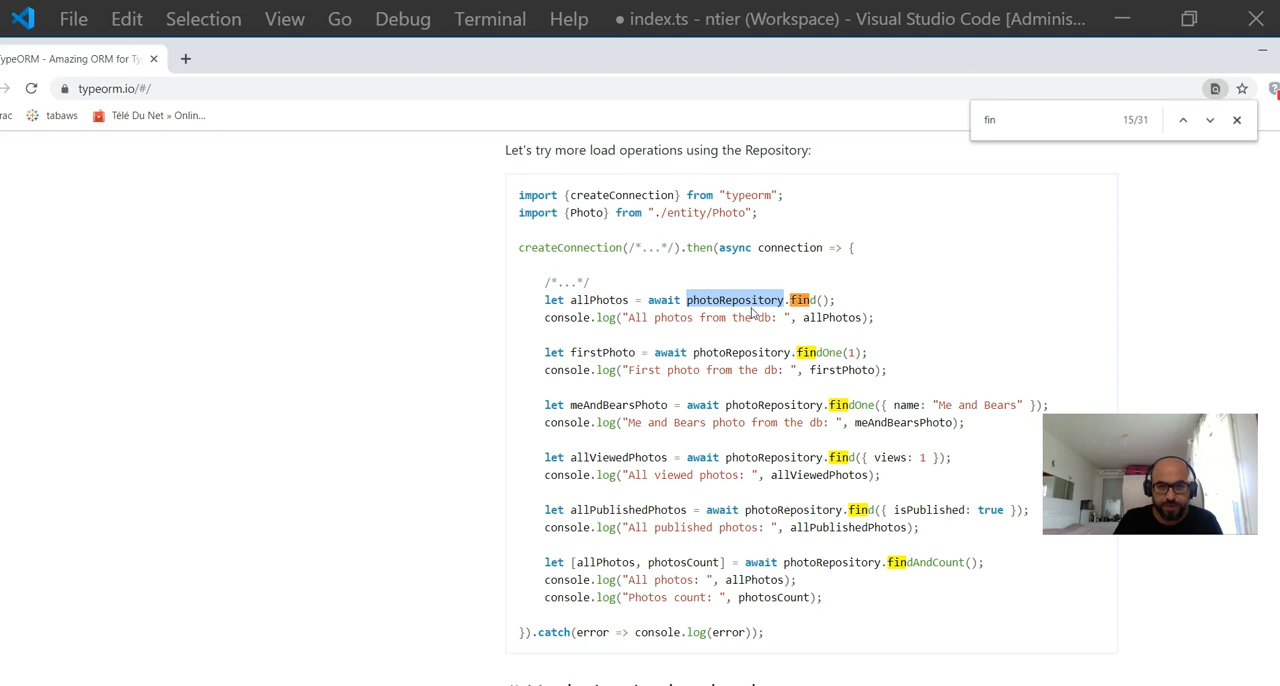 File Edit Selection View Go Debug Terminal Help ● index.ts - ntier (Workspace) - Visual Studio Code [Adminis...
TypeORM - Amazing ORM for Ty
typeorm.io/#/
rac tabaws Télé Du Net » Onlin...
fin 15/31
Let's try more load operations using the Repository:
import {createConnection} from "typeorm";
import {Photo} from "./entity/Photo";
createConnection(/*...*/).then(async connection => {
/*...*/
let allPhotos = await photoRepository.find();
console.log("All photos from the db: ", allPhotos);
let firstPhoto = await photoRepository.findOne(1);
console.log("First photo from the db: ", firstPhoto);
let meAndBearsPhoto = await photoRepository.findOne({ name: "Me and Bears" });
console.log("Me and Bears photo from the db: ", meAndBearsPhoto);
let allViewedPhotos = await photoRepository.find({ views: 1 });
console.log("All viewed photos: ", allViewedPhotos);
let allPublishedPhotos = await photoRepository.find({ isPublished: true });
console.log("All published photos: ", allPublishedPhotos);
let [allPhotos, photosCount] = await photoRepository.findAndCount();
console.log("All photos: ", allPhotos);
console.log("Photos count: ", photosCount);
}).catch(error => console.log(error));